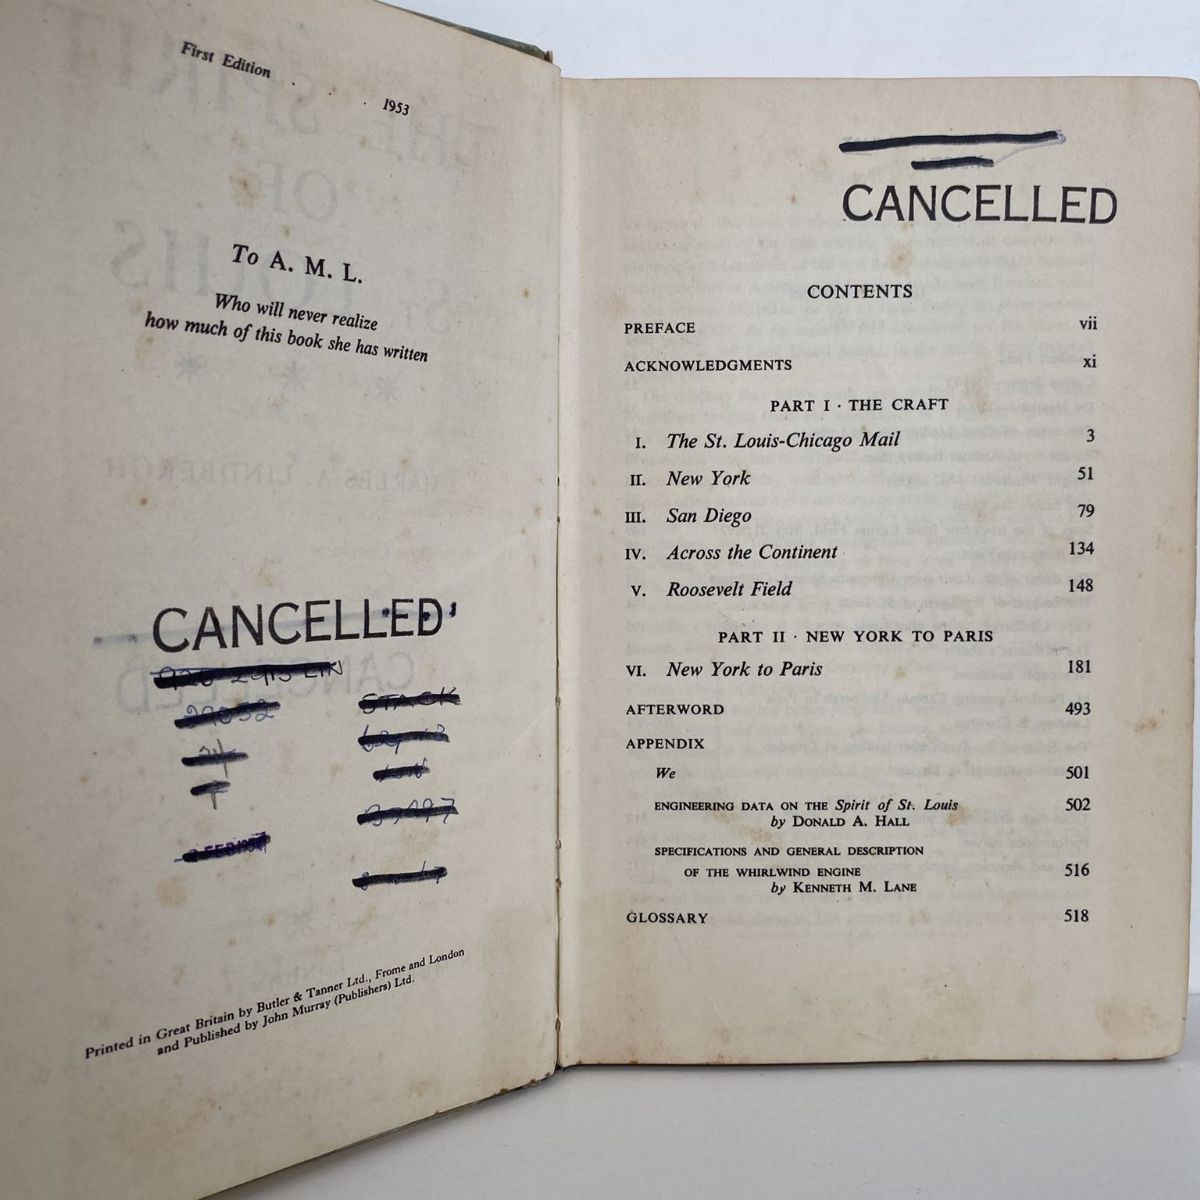 First Edition . . . 1953
To A. M. L.
Who will never realize
how much of this book she has written
CANCELLED
STACK
Printed in Great Britain by Butler & Tanner Ltd., Frome and London
and Published by John Murray (Publishers) Ltd.
CANCELLED
CONTENTS
PREFACE vii
ACKNOWLEDGMENTS xi
PART I · THE CRAFT
I. The St. Louis-Chicago Mail 3
II. New York 51
III. San Diego 79
IV. Across the Continent 134
V. Roosevelt Field 148
PART II · NEW YORK TO PARIS
VI. New York to Paris 181
AFTERWORD 493
APPENDIX
We 501
ENGINEERING DATA ON THE Spirit of St. Louis 502
by DONALD A. HALL
SPECIFICATIONS AND GENERAL DESCRIPTION
OF THE WHIRLWIND ENGINE 516
by KENNETH M. LANE
GLOSSARY 518